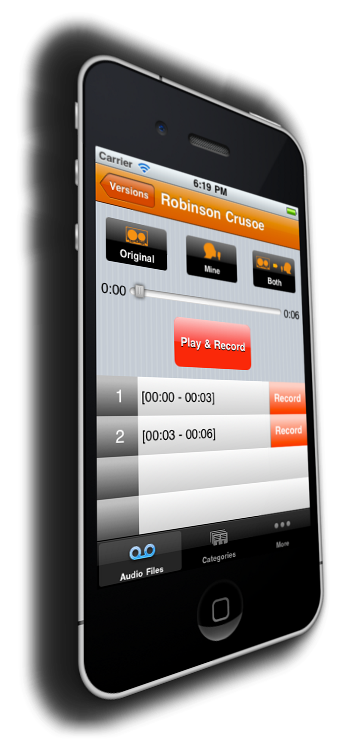 Carrier 6:19 PM
Versions Robinson Crusoe
Original Mine Both
0:00 0:06
Play & Record
1 [00:00 - 00:03] Record
2 [00:03 - 00:06] Record
Audio Files Categories More